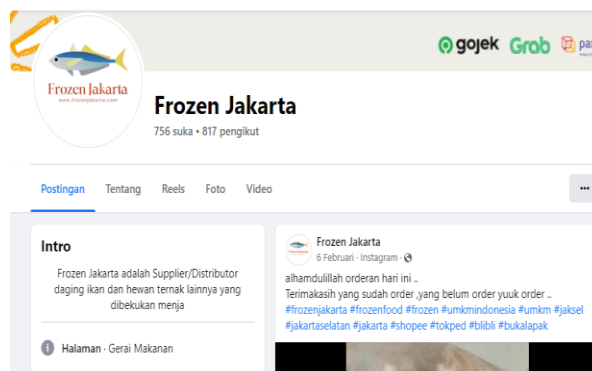 gojek Grab
Frozen Jakarta
www.frozenjakarta.com
Frozen Jakarta
756 suka • 817 pengikut
Postingan Tentang Reels Foto Video
Intro
Frozen Jakarta adalah Supplier/Distributor
daging ikan dan hewan ternak lainnya yang
dibekukan menja
Halaman · Gerai Makanan
Frozen Jakarta
6 Februari · Instagram ·
alhamdulillah orderan hari ini ..
Terimakasih yang sudah order ,yang belum order yuuk order ..
#frozenjakarta #frozenfood #frozen #umkmindonesia #umkm #jaksel
#jakartaselatan #jakarta #shopee #tokped #blibli #bukalapak